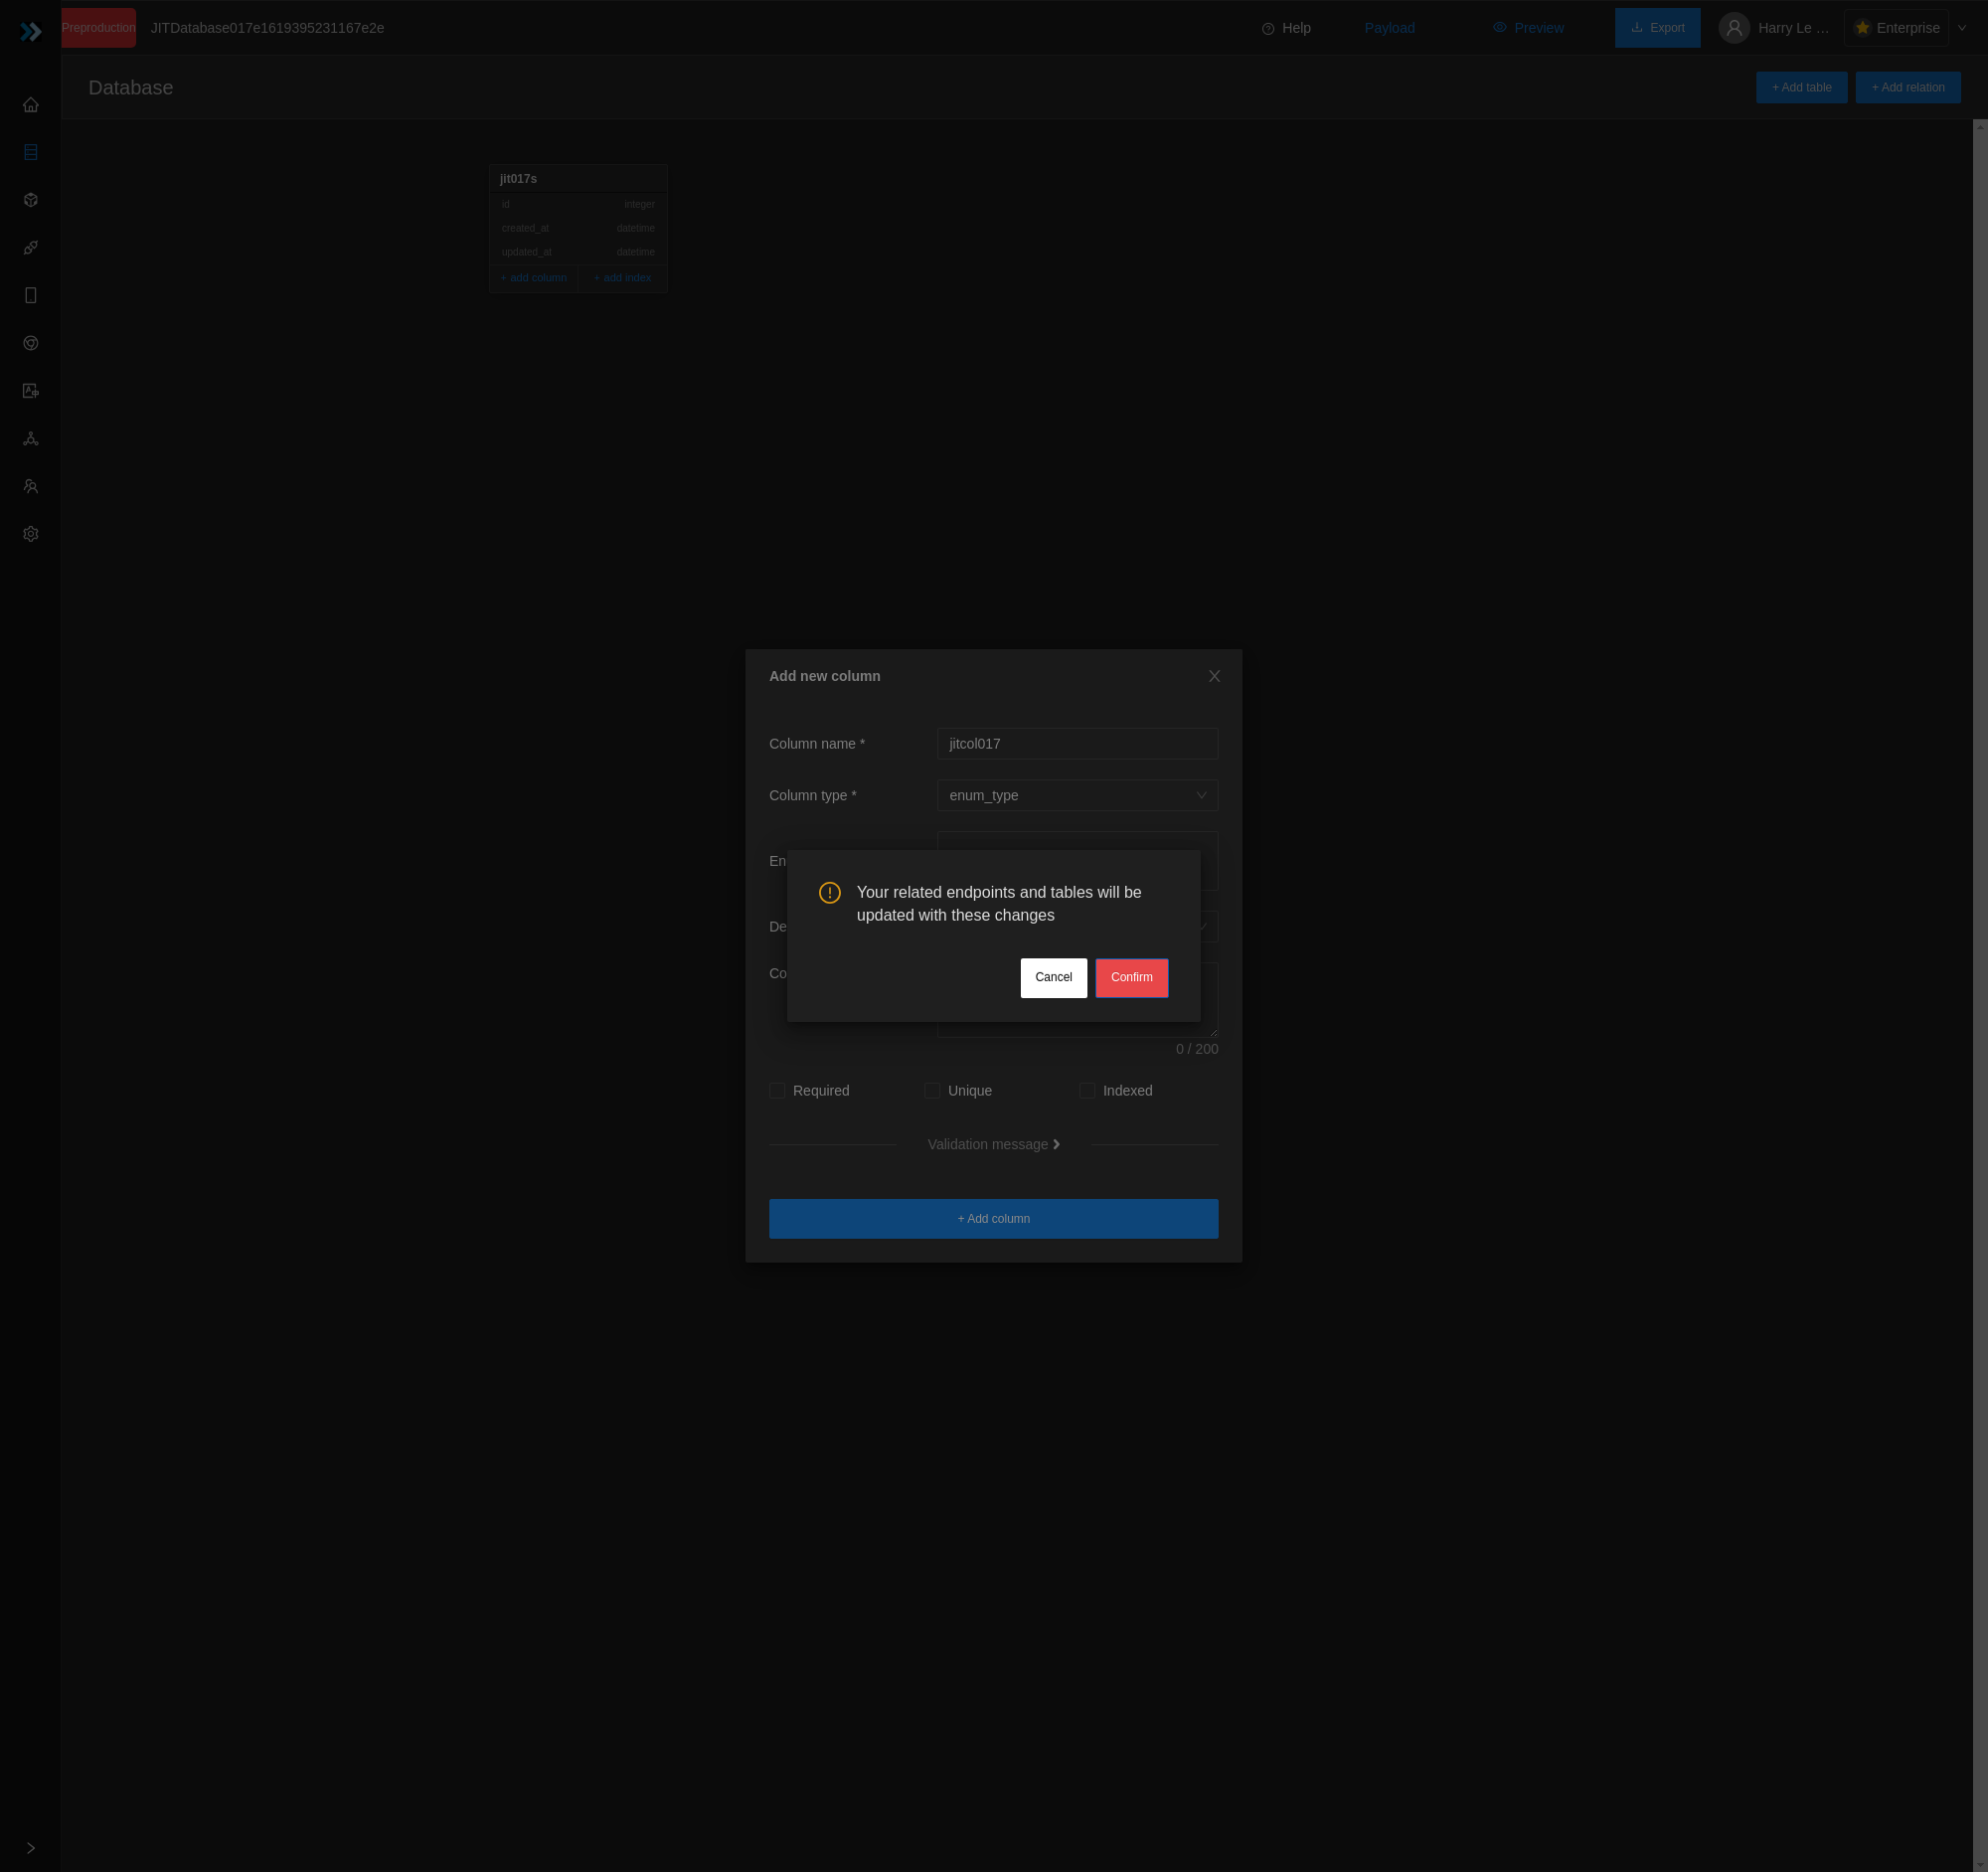 Preproduction
JITDatabase017e1619395231167e2e
Help
Payload
Preview
Export
Harry Le ...
Enterprise
Database
+ Add table
+ Add relation
jit017s
id integer
created_at datetime
updated_at datetime
+ add column
+ add index
Add new column
Column name *
jitcol017
Column type *
enum_type
En
Your related endpoints and tables will be
updated with these changes
De
Co
Cancel
Confirm
0 / 200
Required
Unique
Indexed
Validation message
+ Add column